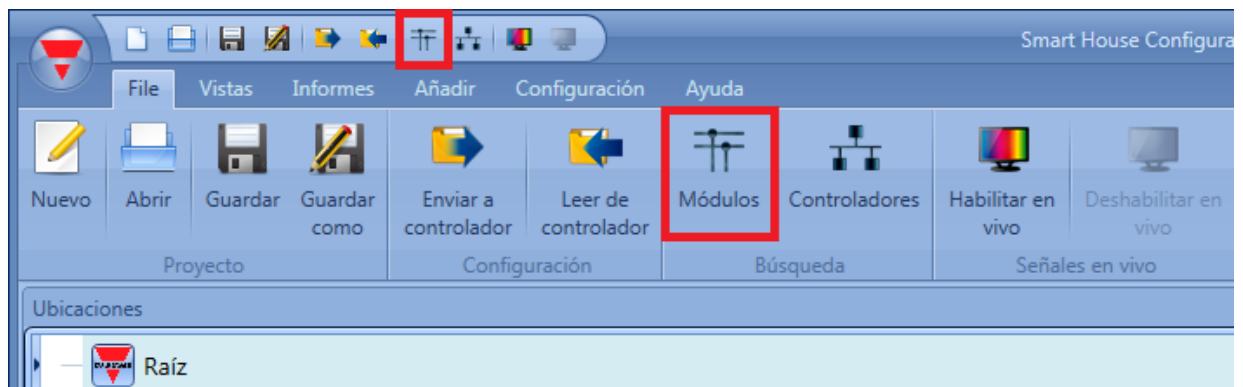 Smart House Configura
File Vistas Informes Añadir Configuración Ayuda
Nuevo Abrir Guardar Guardar como Enviar a controlador Leer de controlador Módulos Controladores Habilitar en vivo Deshabilitar en vivo
Proyecto Configuración Búsqueda Señales en vivo
Ubicaciones
Raíz